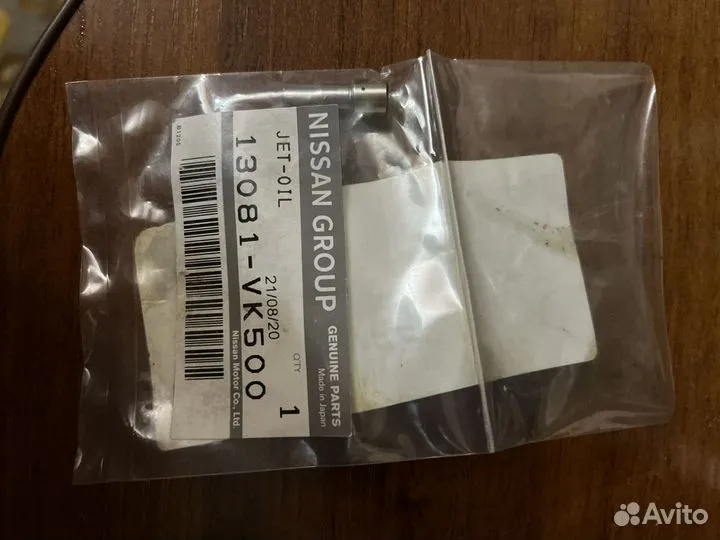 NISSAN GROUP GENUINE PARTS
Made in Japan
JET-OIL
21/08/20
QTY
1
13081-VK500
Nissan Motor Co., Ltd.
Avito